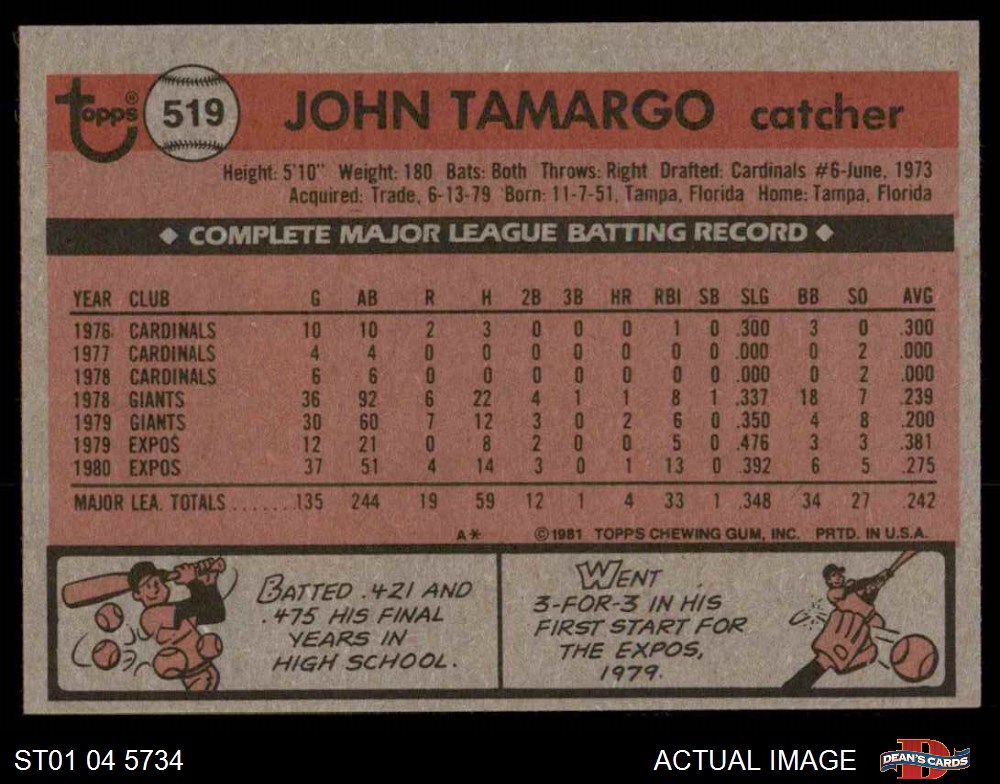 topps® 519 JOHN TAMARGO catcher
Height: 5'10" Weight: 180 Bats: Both Throws: Right Drafted: Cardinals #6-June, 1973
Acquired: Trade, 6-13-79 Born: 11-7-51, Tampa, Florida Home: Tampa, Florida
◆ COMPLETE MAJOR LEAGUE BATTING RECORD ◆
YEAR CLUB G AB R H 2B 3B HR RBI SB SLG BB SO AVG
1976 CARDINALS 10 10 2 3 0 0 0 1 0 .300 3 0 .300
1977 CARDINALS 4 4 0 0 0 0 0 0 0 .000 0 2 .000
1978 CARDINALS 6 6 0 0 0 0 0 0 0 .000 0 2 .000
1978 GIANTS 36 92 6 22 4 1 1 8 1 .337 18 7 .239
1979 GIANTS 30 60 7 12 3 0 2 6 0 .350 4 8 .200
1979 EXPOS 12 21 0 8 2 0 0 5 0 .476 3 3 .381
1980 EXPOS 37 51 4 14 3 0 1 13 0 .392 6 5 .275
MAJOR LEA. TOTALS ....... 135 244 19 59 12 1 4 33 1 .348 34 27 .242
A* ©1981 TOPPS CHEWING GUM, INC. PRTD. IN U.S.A.
BATTED .421 AND
.475 HIS FINAL
YEARS IN
HIGH SCHOOL.
WENT
3-FOR-3 IN HIS
FIRST START FOR
THE EXPOS,
1979.
ST01 04 5734 ACTUAL IMAGE DEAN'S CARDS